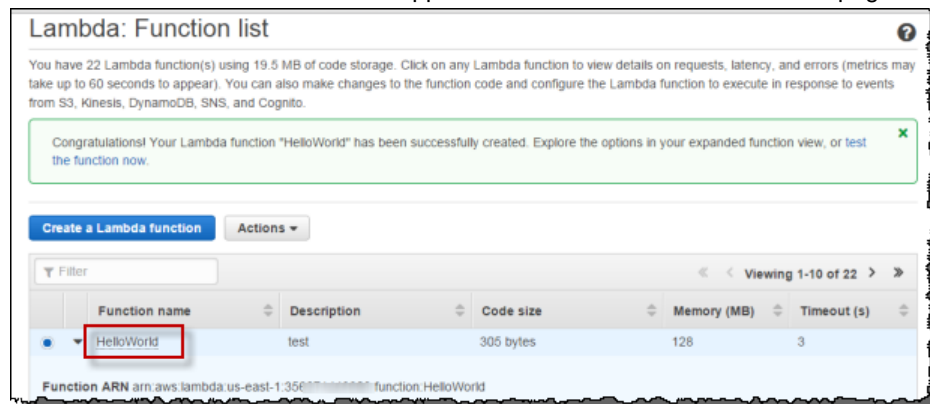 Lambda: Function list
You have 22 Lambda function(s) using 19.5 MB of code storage. Click on any Lambda function to view details on requests, latency, and errors (metrics may
take up to 60 seconds to appear). You can also make changes to the function code and configure the Lambda function to execute in response to events
from S3, Kinesis, DynamoDB, SNS, and Cognito.
Congratulations! Your Lambda function "HelloWorld" has been successfully created. Explore the options in your expanded function view, or test
the function now.
Create a Lambda function Actions
Filter Viewing 1-10 of 22
Function name Description Code size Memory (MB) Timeout (s)
HelloWorld test 305 bytes 128 3
Function ARN arn:aws:lambda:us-east-1: function:HelloWorld